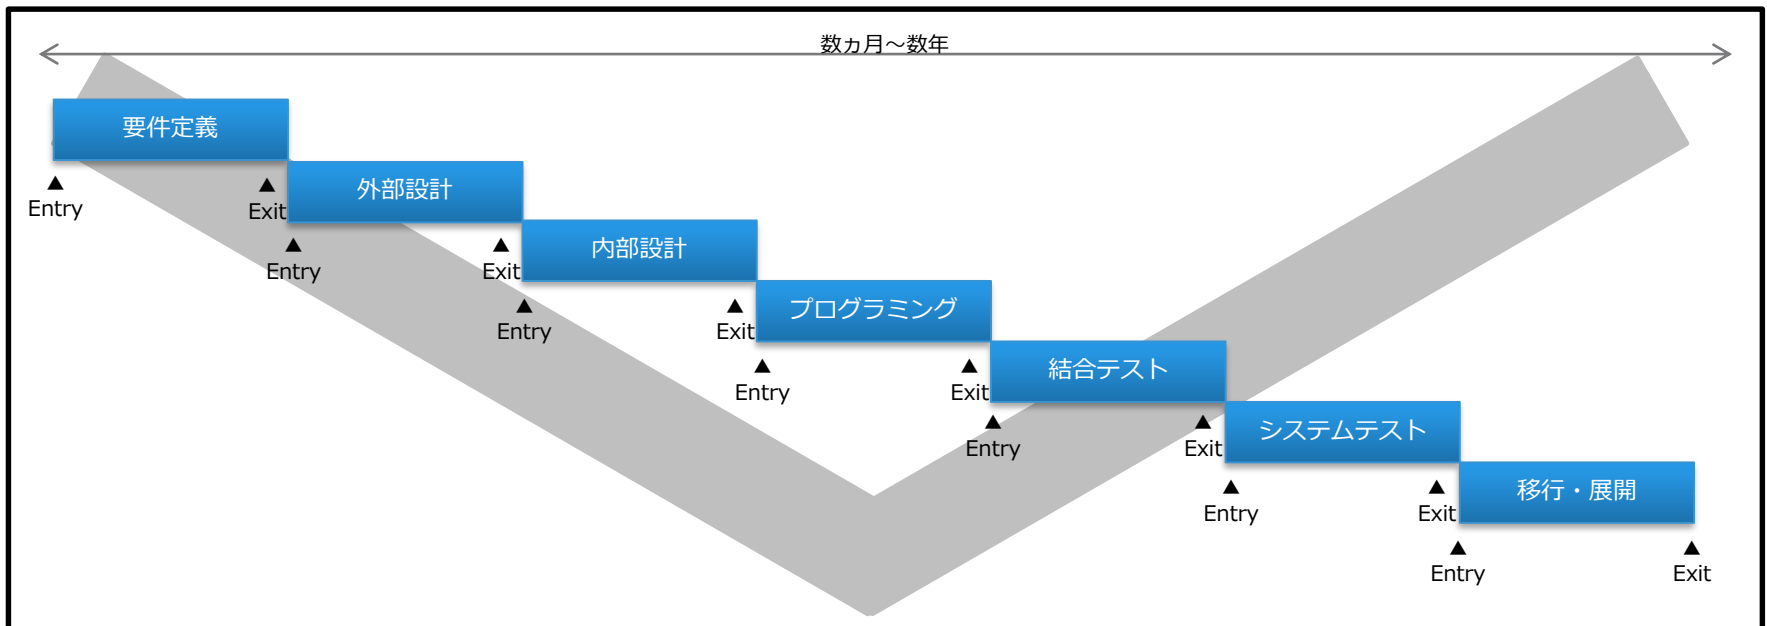 数ヵ月～数年
要件定義
Entry
Exit
外部設計
Entry
Exit
内部設計
Entry
Exit
プログラミング
Entry
Exit
結合テスト
Entry
Exit
システムテスト
Entry
Exit
移行・展開
Entry
Exit